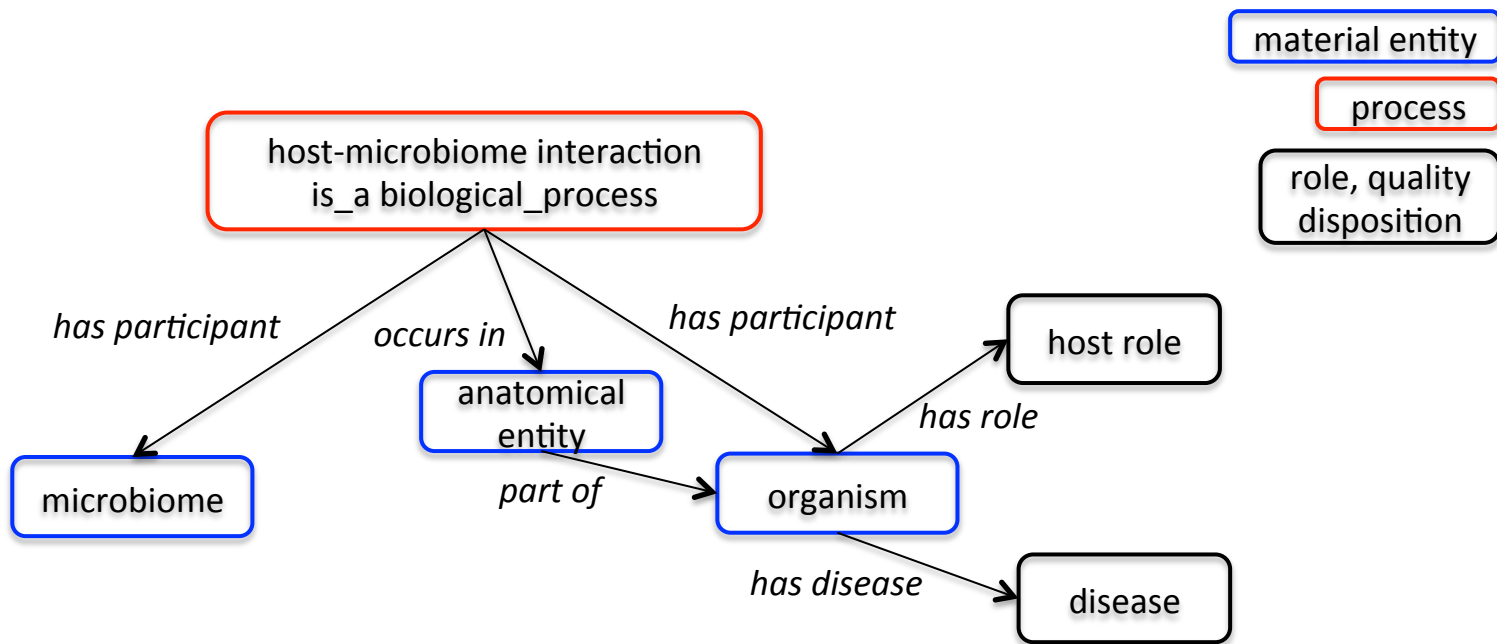 material entity
process
role, quality
disposition
host-microbiome interaction
is_a biological_process
has participant
occurs in
has participant
host role
anatomical
entity
has role
microbiome
part of
organism
has disease
disease